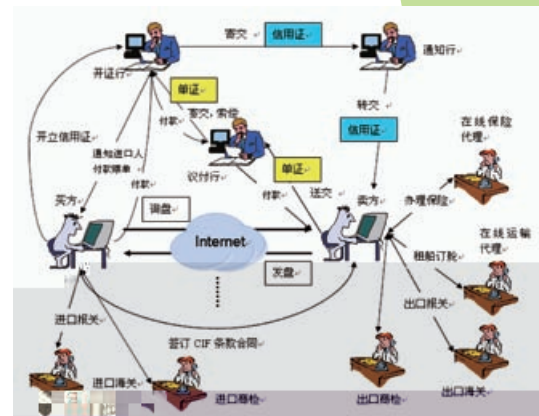 寄交 信用证
开证行
通知行
单证
付款
寄交，索偿
转交
在线保险
代理
开立信用证
信用证
通知进口人
付款赎单
议付行
单证
付款
付款
送交
买方
卖方
办理保险
询盘
Internet
在线运输
代理
租船订舱
发盘
出口报关
进口报关
签订 CIF 条款合同
进口海关
进口商检
出口商检
出口海关